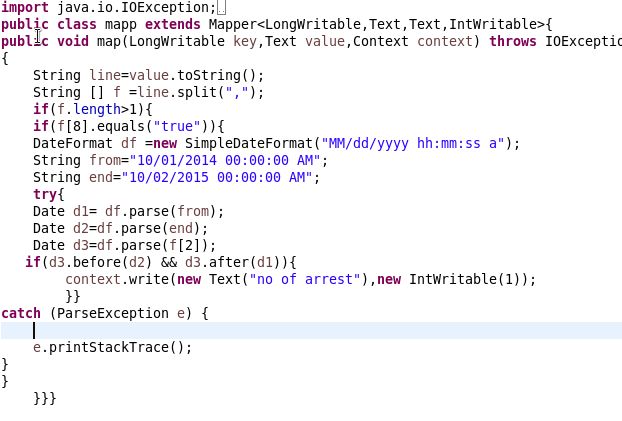 import java.io.IOException;
public class mapp extends Mapper<LongWritable,Text,Text,IntWritable>{
public void map(LongWritable key,Text value,Context context) throws IOExceptio
{
    String line=value.toString();
    String [] f =line.split(",");
    if(f.length>1){
    if(f[8].equals("true")){
    DateFormat df =new SimpleDateFormat("MM/dd/yyyy hh:mm:ss a");
    String from="10/01/2014 00:00:00 AM";
    String end="10/02/2015 00:00:00 AM";
    try{
    Date d1= df.parse(from);
    Date d2=df.parse(end);
    Date d3=df.parse(f[2]);
   if(d3.before(d2) && d3.after(d1)){
        context.write(new Text("no of arrest"),new IntWritable(1));
        }}
catch (ParseException e) {
    e.printStackTrace();
}
}
    }}}